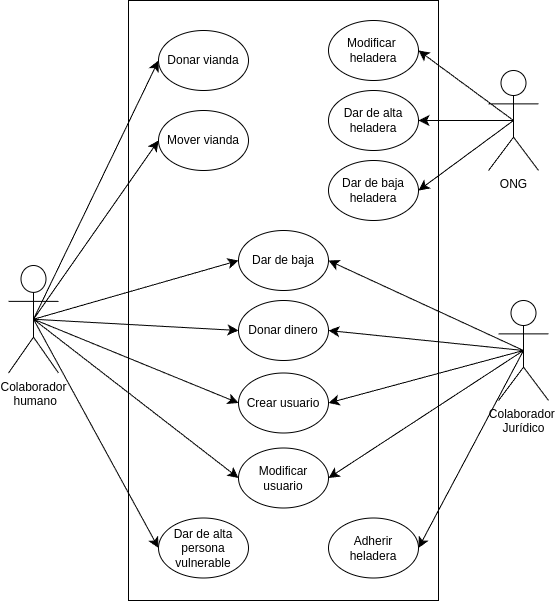 Donar vianda
Modificar
heladera
Mover vianda
Dar de alta
heladera
Dar de baja
heladera
ONG
Dar de baja
Donar dinero
Crear usuario
Modificar
usuario
Colaborador
humano
Colaborador
Jurídico
Dar de alta
persona
vulnerable
Adherir
heladera